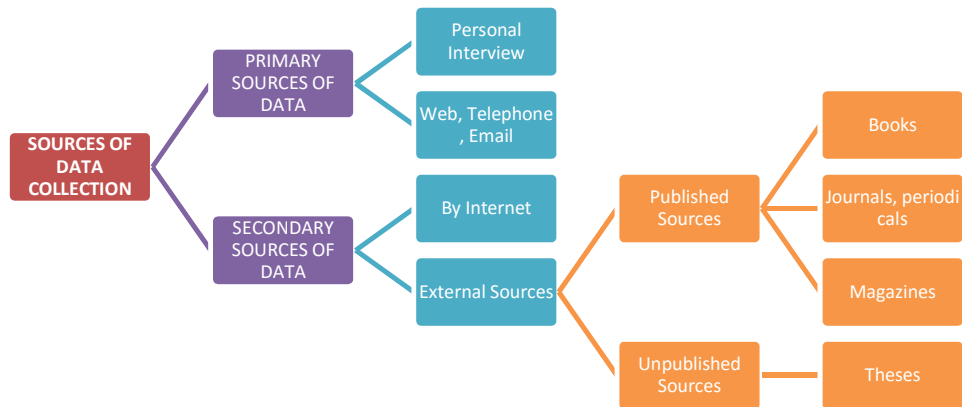 SOURCES OF
DATA
COLLECTION
PRIMARY
SOURCES OF
DATA
Personal
Interview
Web, Telephone
, Email
SECONDARY
SOURCES OF
DATA
By Internet
External Sources
Published
Sources
Books
Journals, periodi
cals
Magazines
Unpublished
Sources
Theses